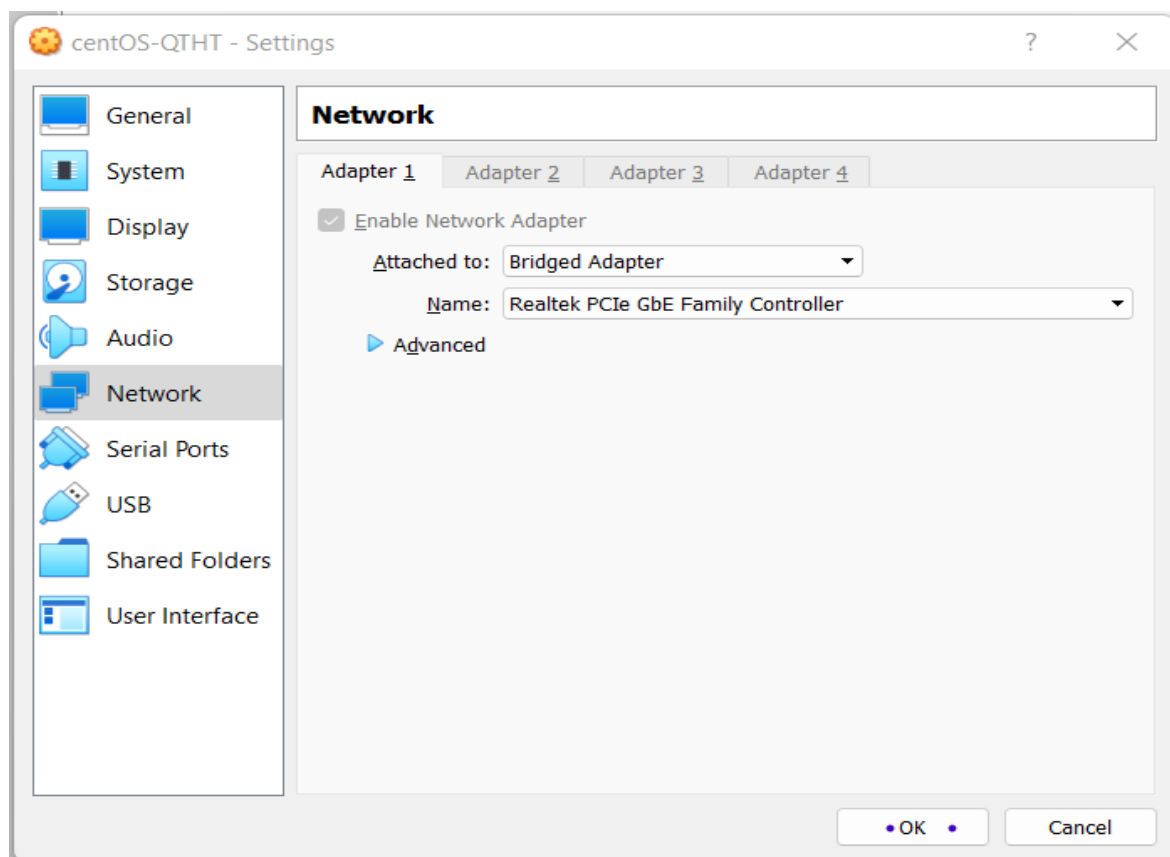 centOS-QTHT - Settings
?
General
System
Display
Storage
Audio
Network
Serial Ports
USB
Shared Folders
User Interface
Network
Adapter 1 Adapter 2 Adapter 3 Adapter 4
Enable Network Adapter
Attached to: Bridged Adapter
Name: Realtek PCIe GbE Family Controller
Advanced
OK Cancel